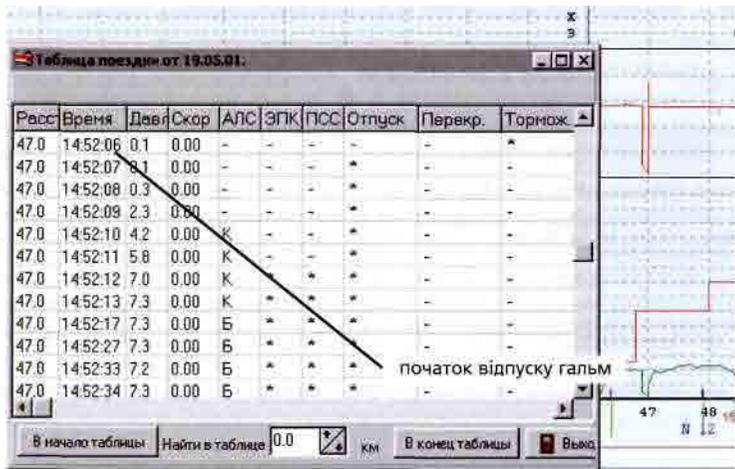 х
э
Таблица поездки от 19.05.01.
Расс Время Давл Скор АЛС ЭПК ПСС Отпуск Перекр. Тормож.
47.0 14:52:06 0.1 0.00 - - - - - *
47.0 14:52:07 0.1 0.00 - - - * - -
47.0 14:52:08 0.3 0.00 - - - * - -
47.0 14:52:09 2.3 0.00 - - - * - -
47.0 14:52:10 4.2 0.00 К - - * - -
47.0 14:52:11 5.8 0.00 К - - * - -
47.0 14:52:12 7.0 0.00 К * * * - -
47.0 14:52:13 7.3 0.00 К * * * - -
47.0 14:52:17 7.3 0.00 Б * * * - -
47.0 14:52:27 7.3 0.00 Б * * * - -
47.0 14:52:33 7.2 0.00 Б * * * - -
47.0 14:52:34 7.3 0.00 Б * * * - -
початок відпуску гальм
В начало таблицы Найти в таблице 0.0 км В конец таблицы Выхо
47 48
N 12